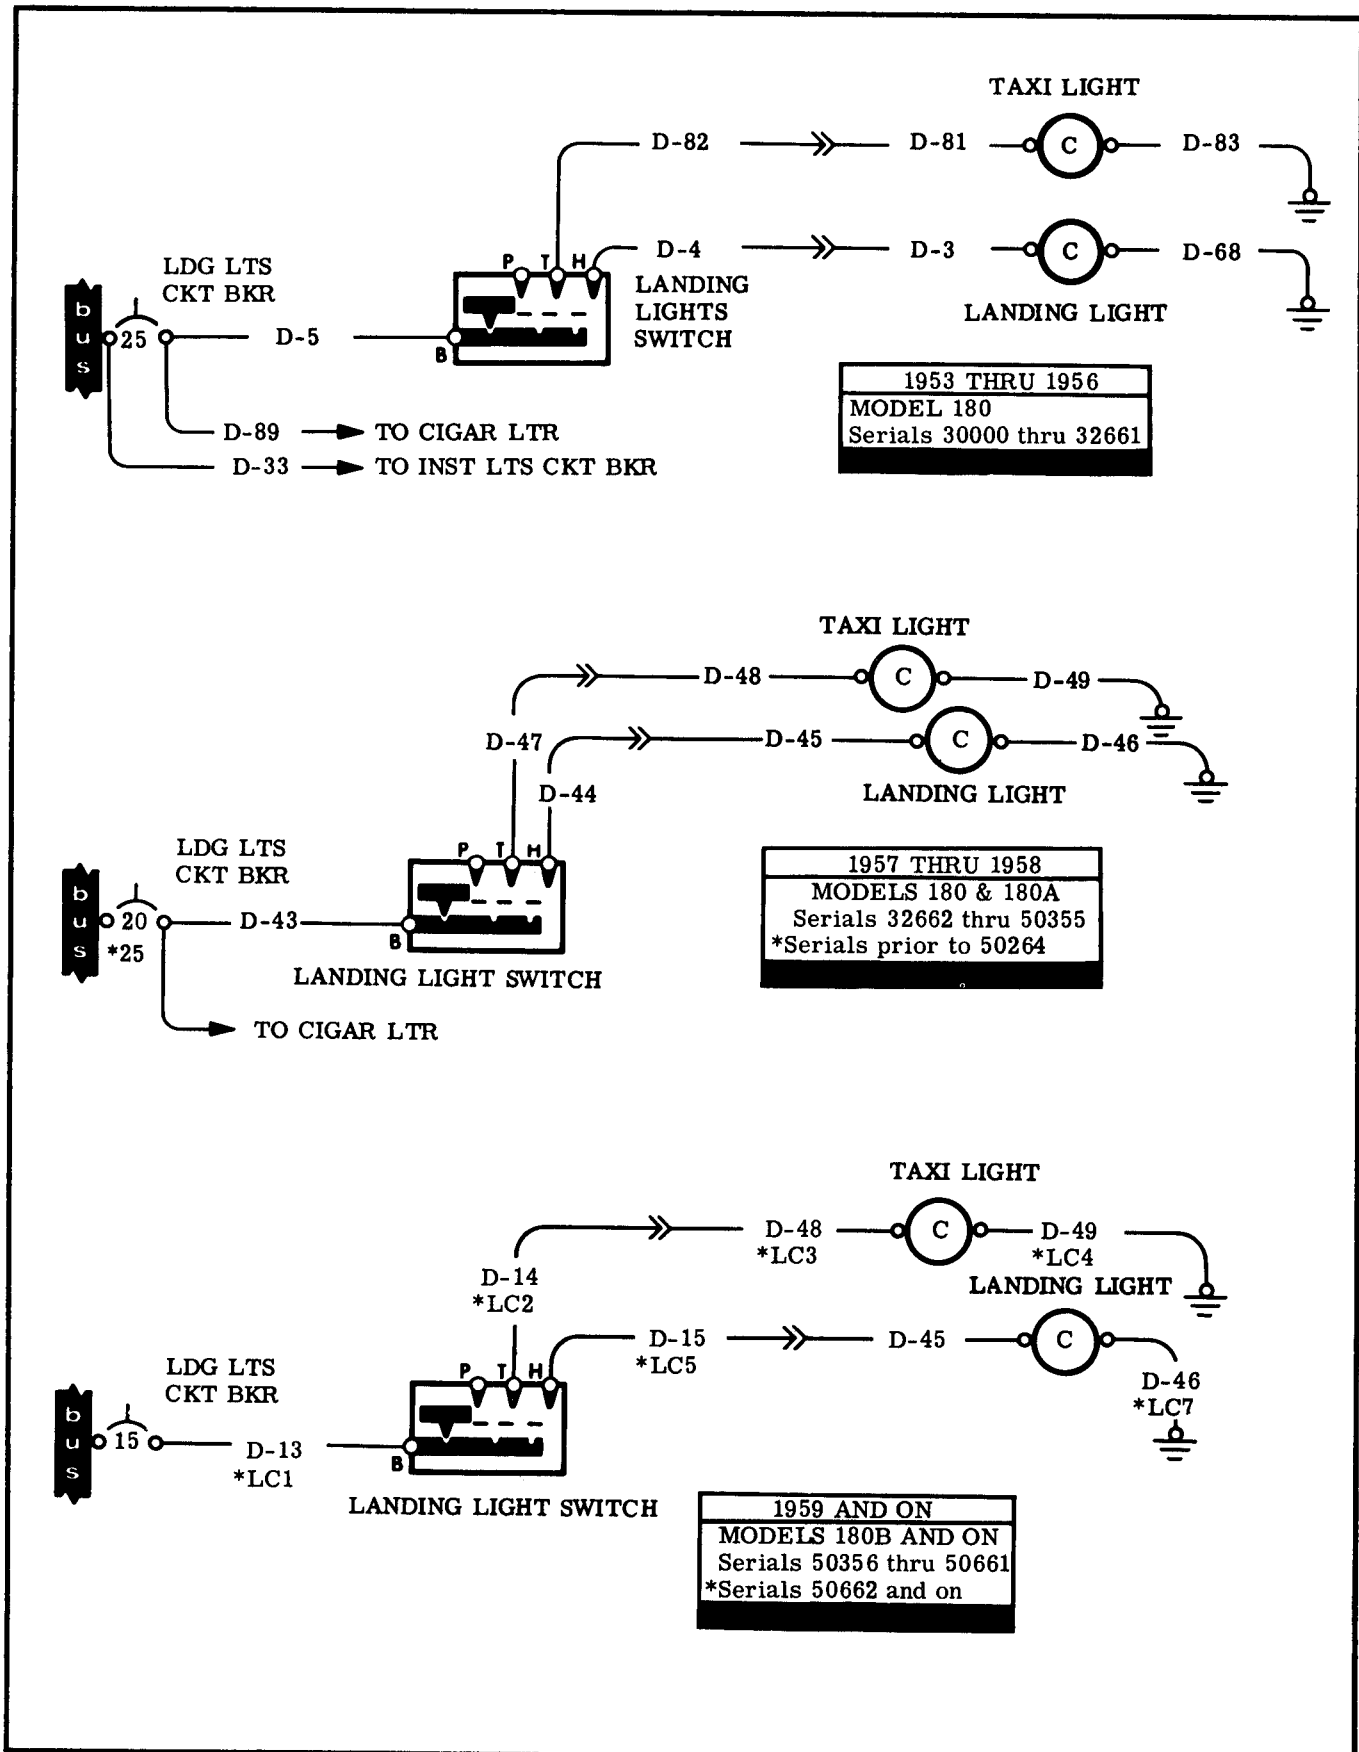 TAXI LIGHT
D-82 D-81 C D-83
LDG LTS
CKT BKR
P T H
D-4 D-3 C D-68
LANDING
LIGHTS
SWITCH
LANDING LIGHT
bus
25
D-5
B
D-89 TO CIGAR LTR
D-33 TO INST LTS CKT BKR
1953 THRU 1956
MODEL 180
Serials 30000 thru 32661
TAXI LIGHT
D-48 C D-49
D-47 D-45 C D-46
D-44
LANDING LIGHT
LDG LTS
CKT BKR
P T H
bus
20
*25
D-43
B
LANDING LIGHT SWITCH
TO CIGAR LTR
1957 THRU 1958
MODELS 180 & 180A
Serials 32662 thru 50355
*Serials prior to 50264
TAXI LIGHT
D-48 C D-49
*LC3 *LC4
D-14
*LC2
LANDING LIGHT
D-15 D-45 C
*LC5
D-46
*LC7
LDG LTS
CKT BKR
P T H
bus
15
D-13
*LC1
B
LANDING LIGHT SWITCH
1959 AND ON
MODELS 180B AND ON
Serials 50356 thru 50661
*Serials 50662 and on